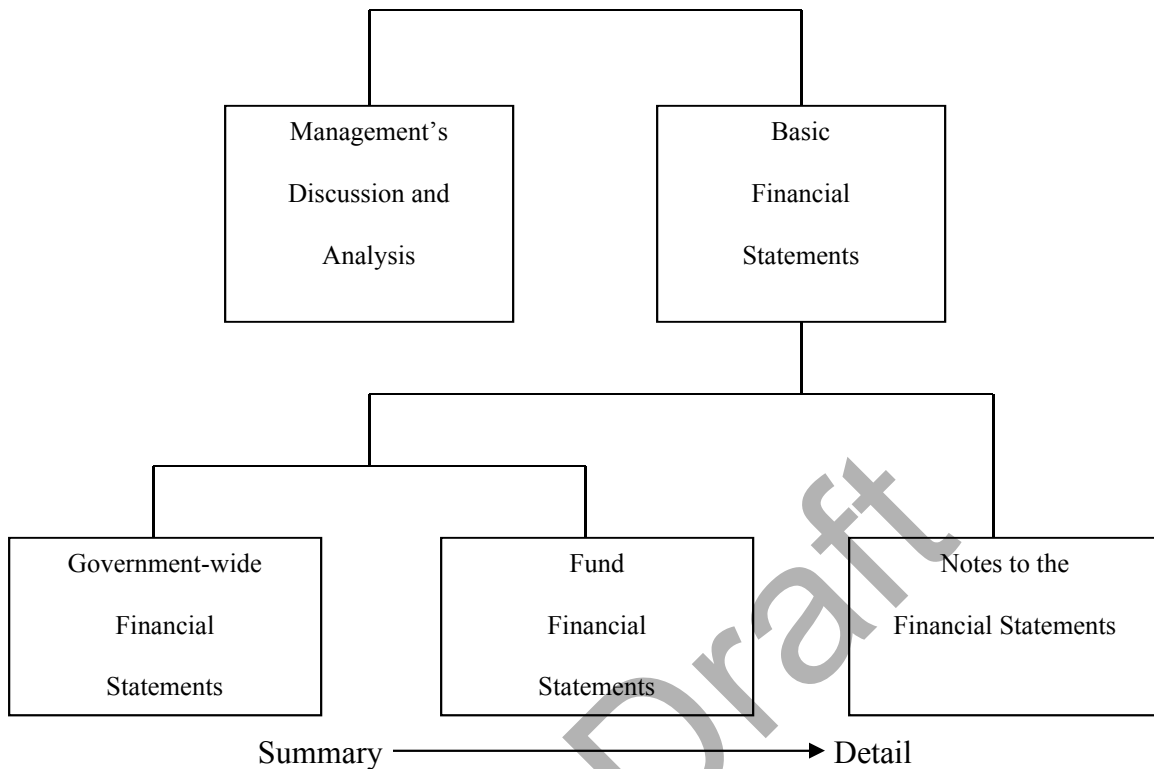 Management’s
Discussion and
Analysis
Basic
Financial
Statements
Government-wide
Financial
Statements
Fund
Financial
Statements
Notes to the
Financial Statements
Summary
Detail
Draft